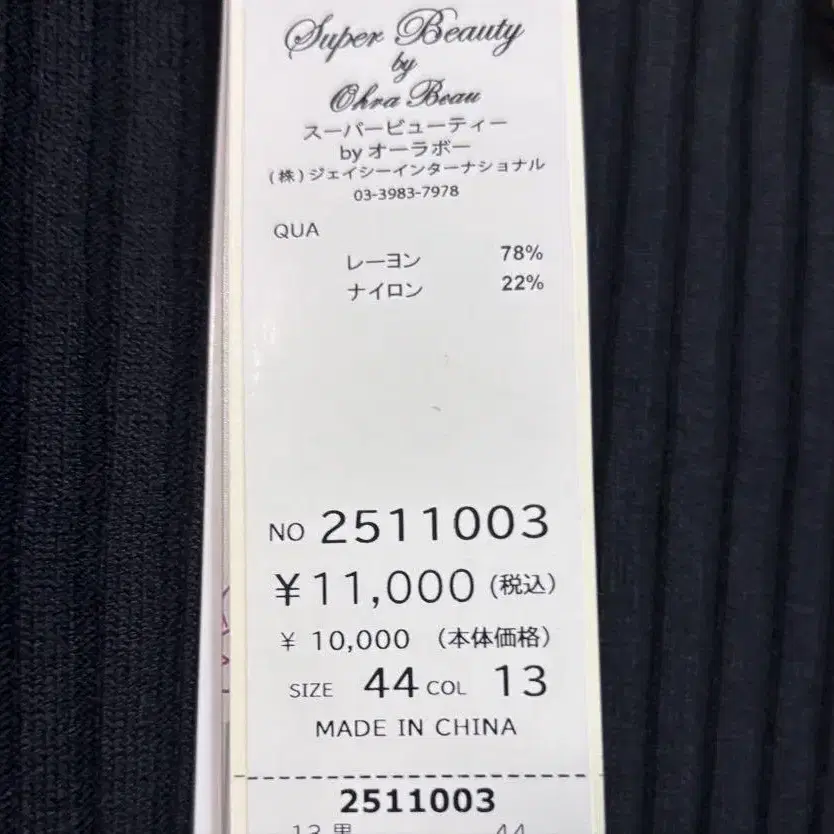 Super Beauty
by
Ohra Beau
スーパービューティー
by オーラボー
(株)ジェイシーインターナショナル
03-3983-7978
QUA
レーヨン 78%
ナイロン 22%
NO 2511003
¥11,000 (税込)
¥ 10,000 (本体価格)
SIZE 44 COL 13
MADE IN CHINA
2511003
13 黒 44